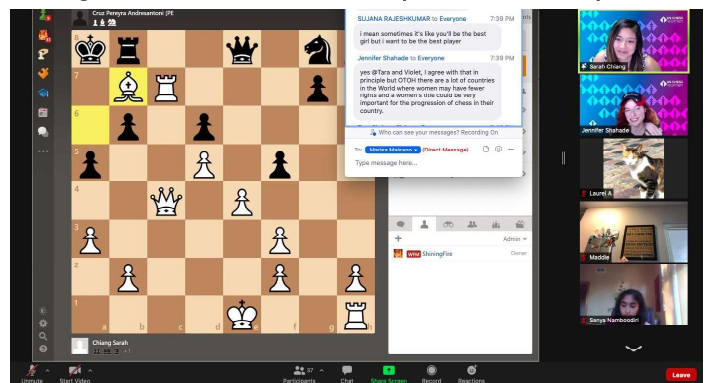 Cruz Pereyra Andresantoni [PE
SUJANA RAJESHKUMAR to Everyone 7:39 PM
i mean sometimes it's like you'll be the best
girl but i want to be the best player
Jennifer Shahade to Everyone 7:39 PM
yes @Tara and Violet, I agree with that in
principle but OTOH there are a lot of countries
in the World where women may have fewer
rights and a women's title could be very
important for the progression of chess in their
country.
Who can see your messages? Recording On
To: (Direct Message)
Type message here...
Admin
WFM ShiningFire Owner
8
7
6
5
4
3
2
1
a b c d e f g h
Chiang Sarah
Sarah Chiang
Jennifer Shahade
Laurel A
Maddie
Sanya Namboodiri
Unmute
Start Video
37
Participants
Chat
Share Screen
Record
Reactions
Leave